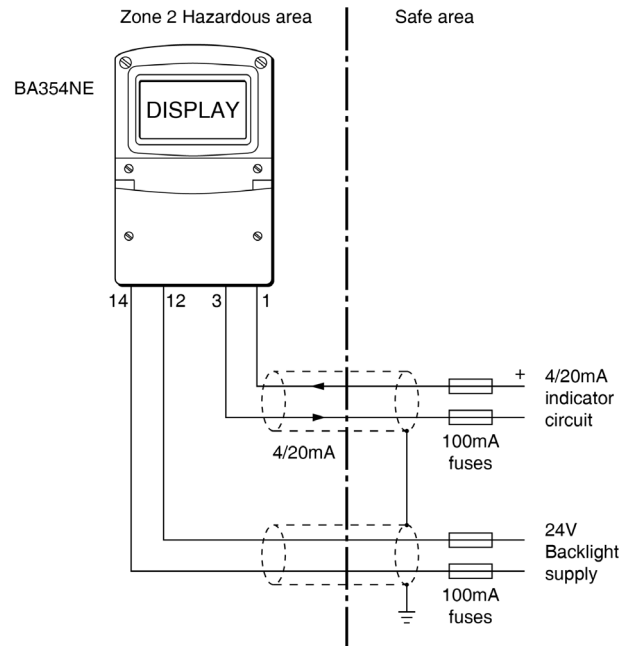 Zone 2 Hazardous area
Safe area
BA354NE
DISPLAY
14
12
3
1
+
4/20mA
indicator
circuit
100mA
fuses
4/20mA
24V
Backlight
supply
100mA
fuses